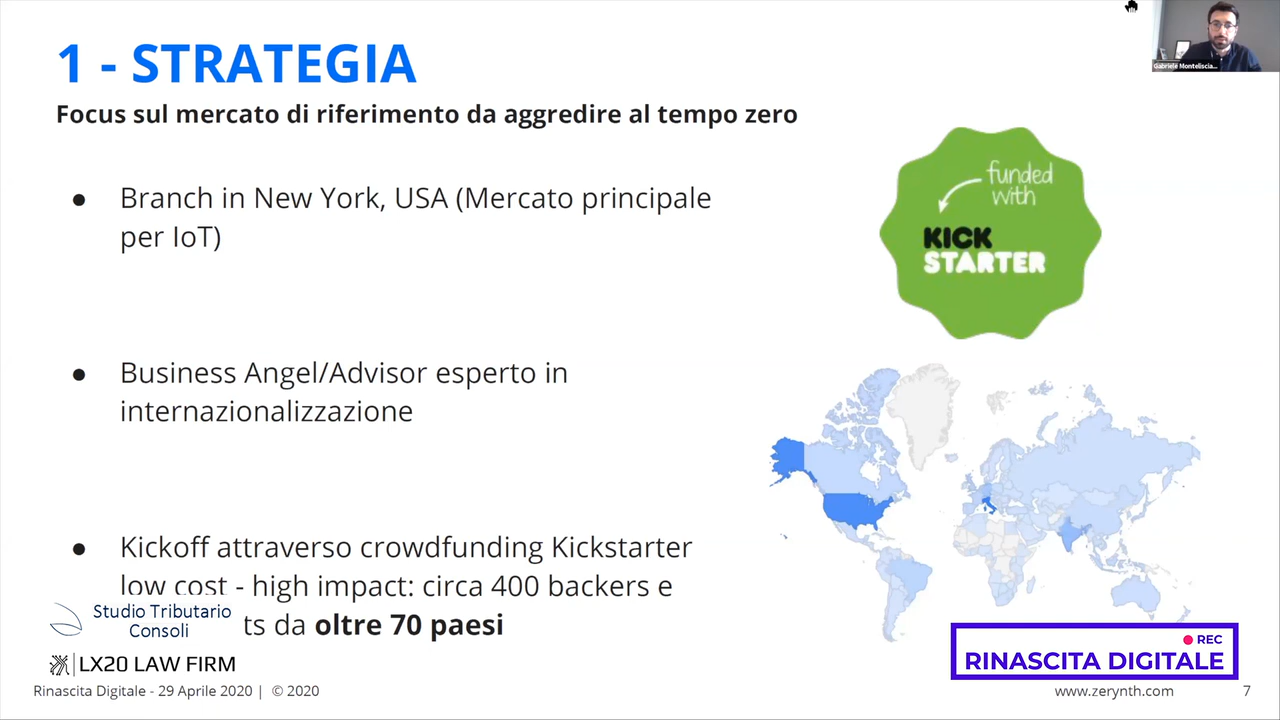 1 - STRATEGIA
Focus sul mercato di riferimento da aggredire al tempo zero
Gabriele Montelscia...
funded
with
KICK
STARTER
● Branch in New York, USA (Mercato principale
per IoT)
● Business Angel/Advisor esperto in
internazionalizzazione
● Kickoff attraverso crowdfunding Kickstarter
low cost - high impact: circa 400 backers e
ts da oltre 70 paesi
Studio Tributario
Consoli
LX20 LAW FIRM
REC
RINASCITA DIGITALE
Rinascita Digitale - 29 Aprile 2020 | © 2020
www.zerynth.com
7